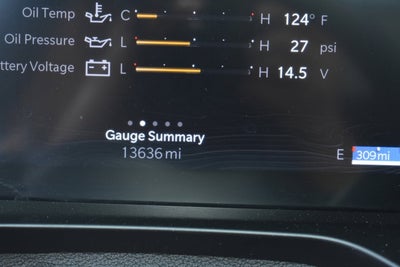 Oil Temp C H 124° F
Oil Pressure L H 27 psi
ttery Voltage L H 14.5 V
Gauge Summary
13636 mi
E 309mi